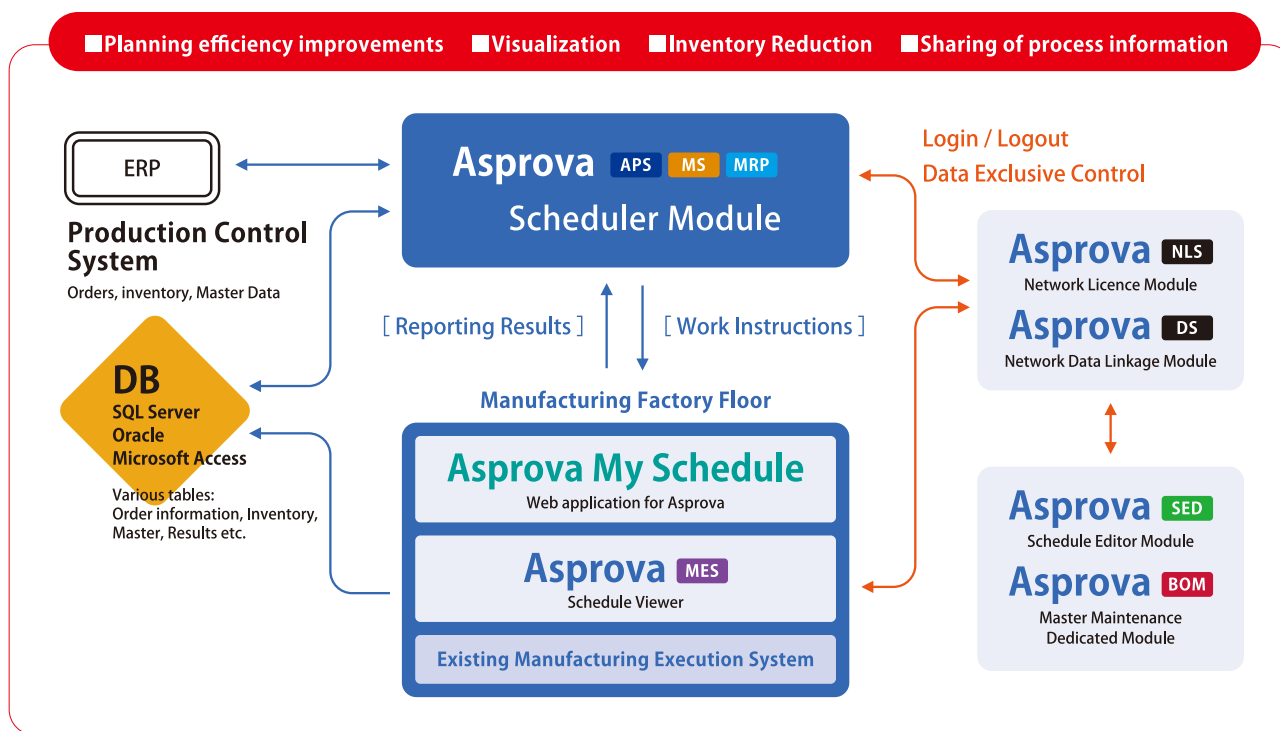 ■Planning efficiency improvements ■Visualization ■Inventory Reduction ■Sharing of process information
ERP
Production Control
System
Orders, inventory, Master Data
DB
SQL Server
Oracle
Microsoft Access
Various tables:
Order information, Inventory,
Master, Results etc.
Asprova APS MS MRP
Scheduler Module
[ Reporting Results ]
[ Work Instructions ]
Manufacturing Factory Floor
Asprova My Schedule
Web application for Asprova
Asprova MES
Schedule Viewer
Existing Manufacturing Execution System
Login / Logout
Data Exclusive Control
Asprova NLS
Network Licence Module
Asprova DS
Network Data Linkage Module
Asprova SED
Schedule Editor Module
Asprova BOM
Master Maintenance
Dedicated Module